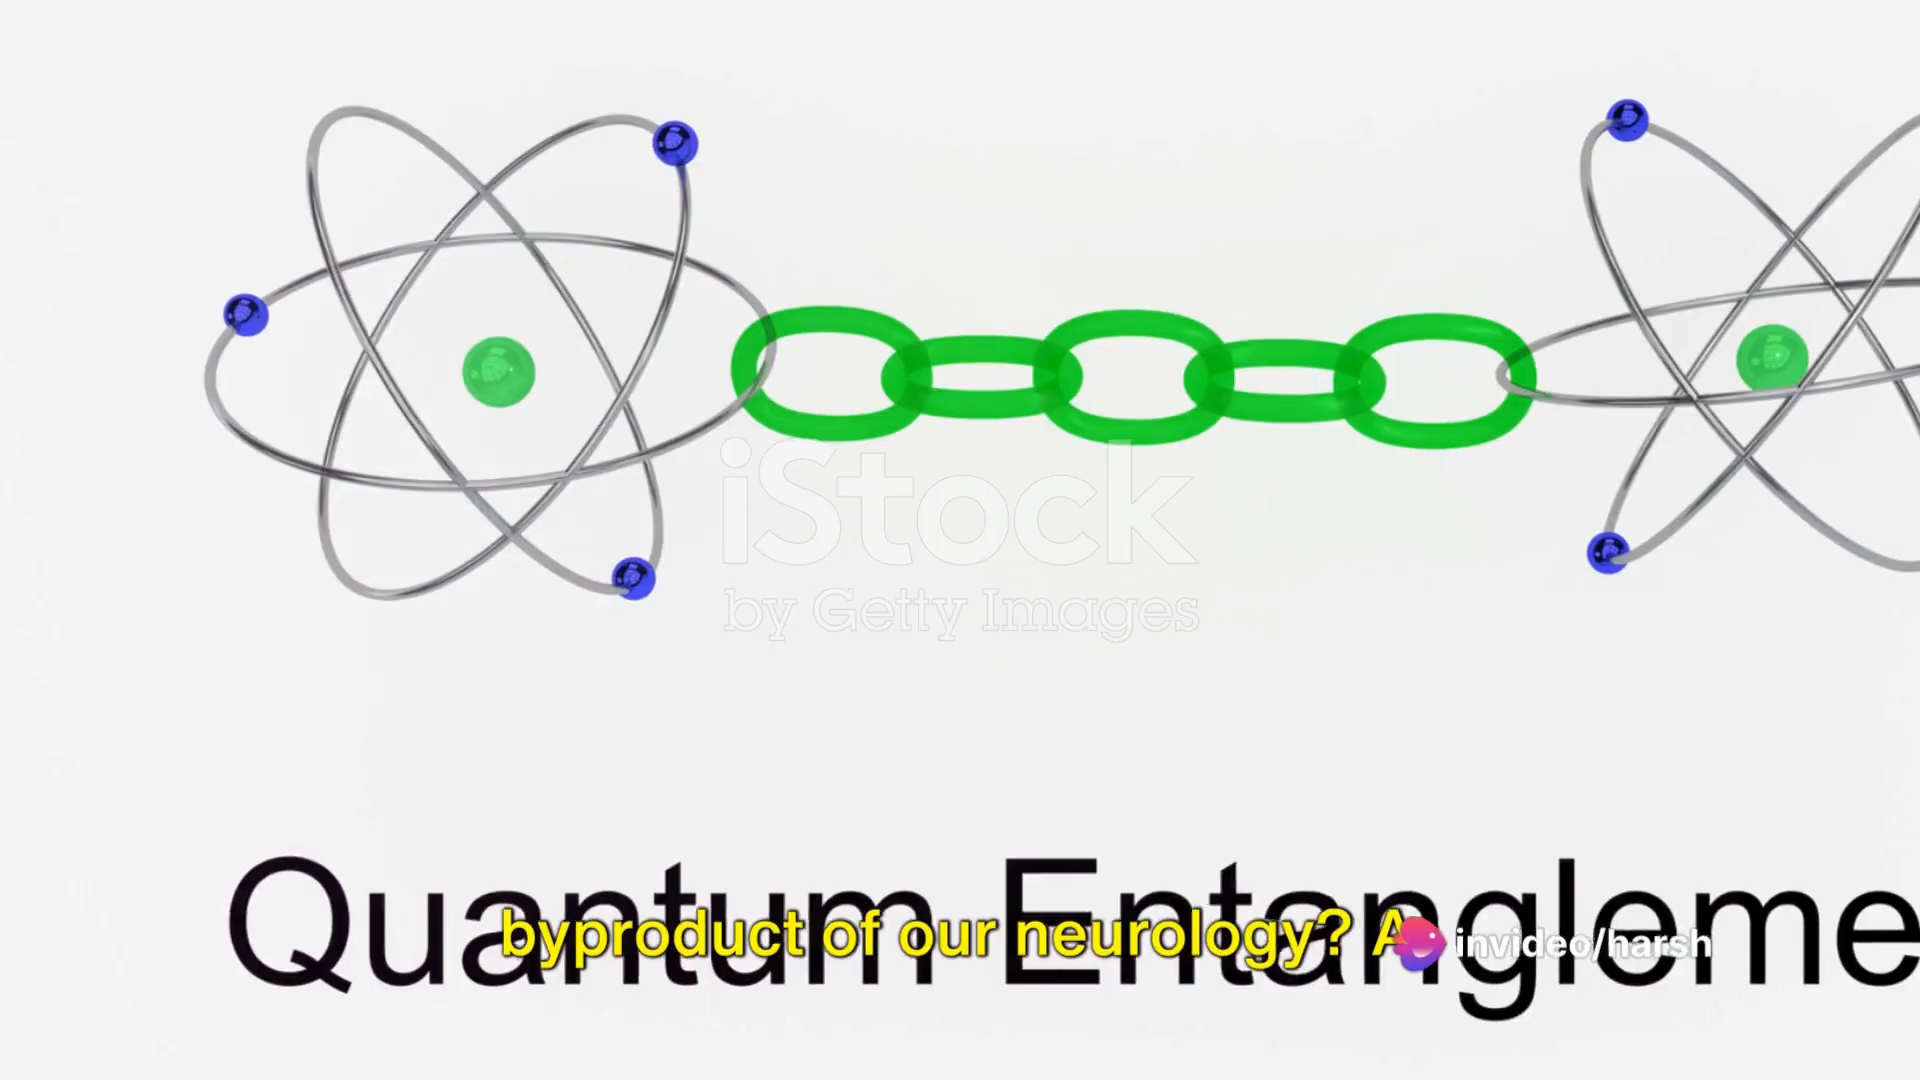 iStock
by Getty Images
Quantum Entangleme
byproduct of our neurology? A
invideo/harsh